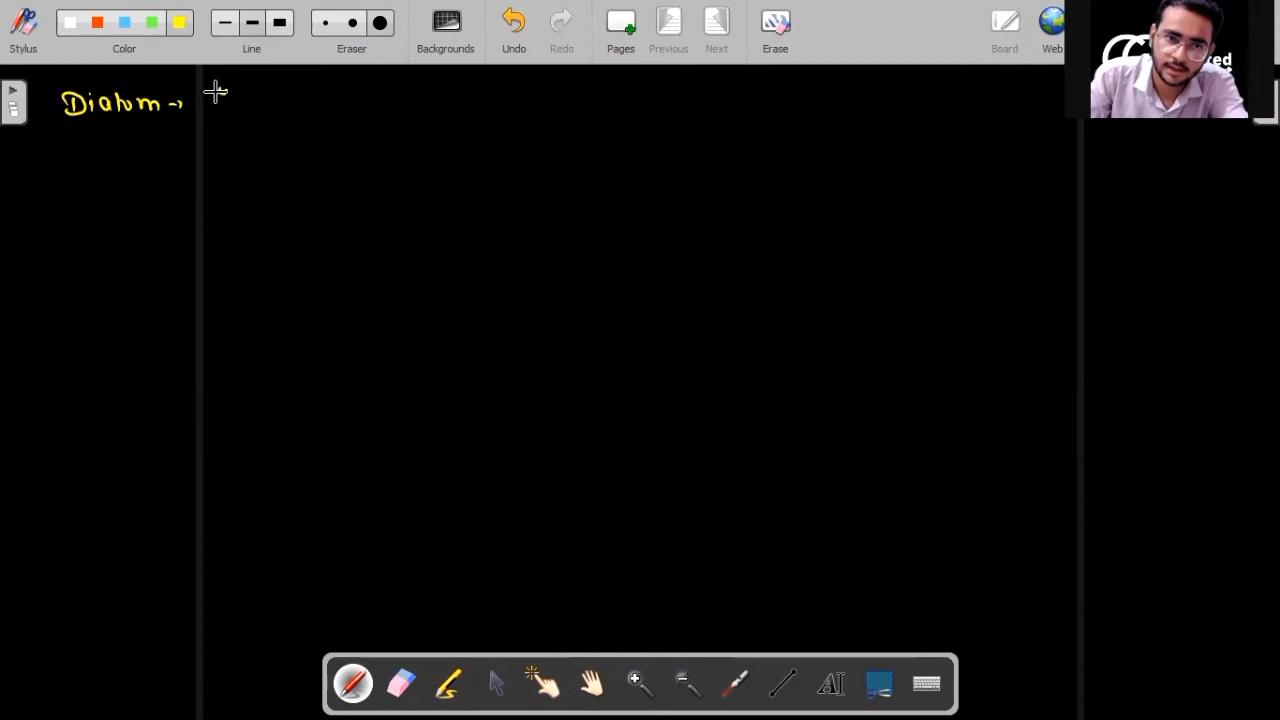 Stylus
Color
Line
Eraser
Backgrounds
Undo
Redo
Pages
Previous
Next
Erase
Board
Web
Diatom →